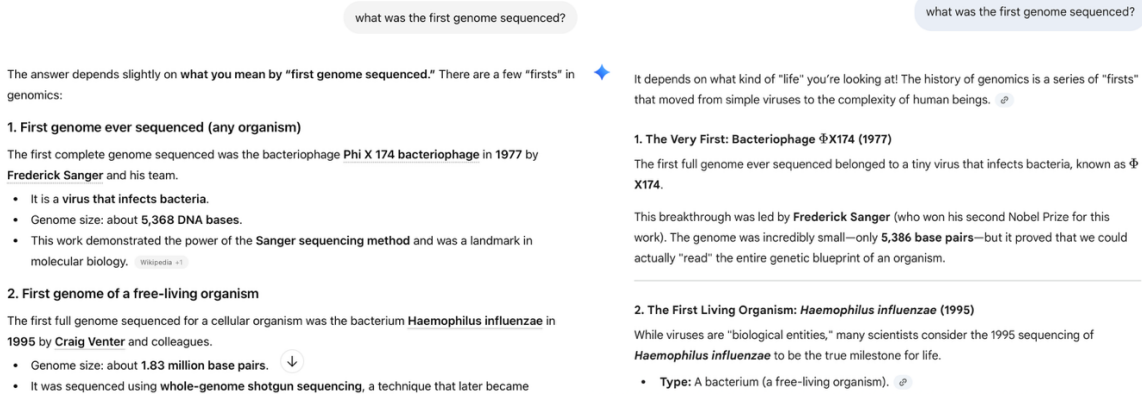 what was the first genome sequenced?
The answer depends slightly on what you mean by “first genome sequenced.” There are a few “firsts” in
genomics:
1. First genome ever sequenced (any organism)
The first complete genome sequenced was the bacteriophage Phi X 174 bacteriophage in 1977 by
Frederick Sanger and his team.
• It is a virus that infects bacteria.
• Genome size: about 5,368 DNA bases.
• This work demonstrated the power of the Sanger sequencing method and was a landmark in
molecular biology. Wikipedia +1
2. First genome of a free-living organism
The first full genome sequenced for a cellular organism was the bacterium Haemophilus influenzae in
1995 by Craig Venter and colleagues.
• Genome size: about 1.83 million base pairs.
• It was sequenced using whole-genome shotgun sequencing, a technique that later became
what was the first genome sequenced?
It depends on what kind of "life" you're looking at! The history of genomics is a series of "firsts"
that moved from simple viruses to the complexity of human beings.
1. The Very First: Bacteriophage ΦX174 (1977)
The first full genome ever sequenced belonged to a tiny virus that infects bacteria, known as Φ
X174.
This breakthrough was led by Frederick Sanger (who won his second Nobel Prize for this
work). The genome was incredibly small—only 5,386 base pairs—but it proved that we could
actually "read" the entire genetic blueprint of an organism.
2. The First Living Organism: Haemophilus influenzae (1995)
While viruses are "biological entities," many scientists consider the 1995 sequencing of
Haemophilus influenzae to be the true milestone for life.
• Type: A bacterium (a free-living organism).